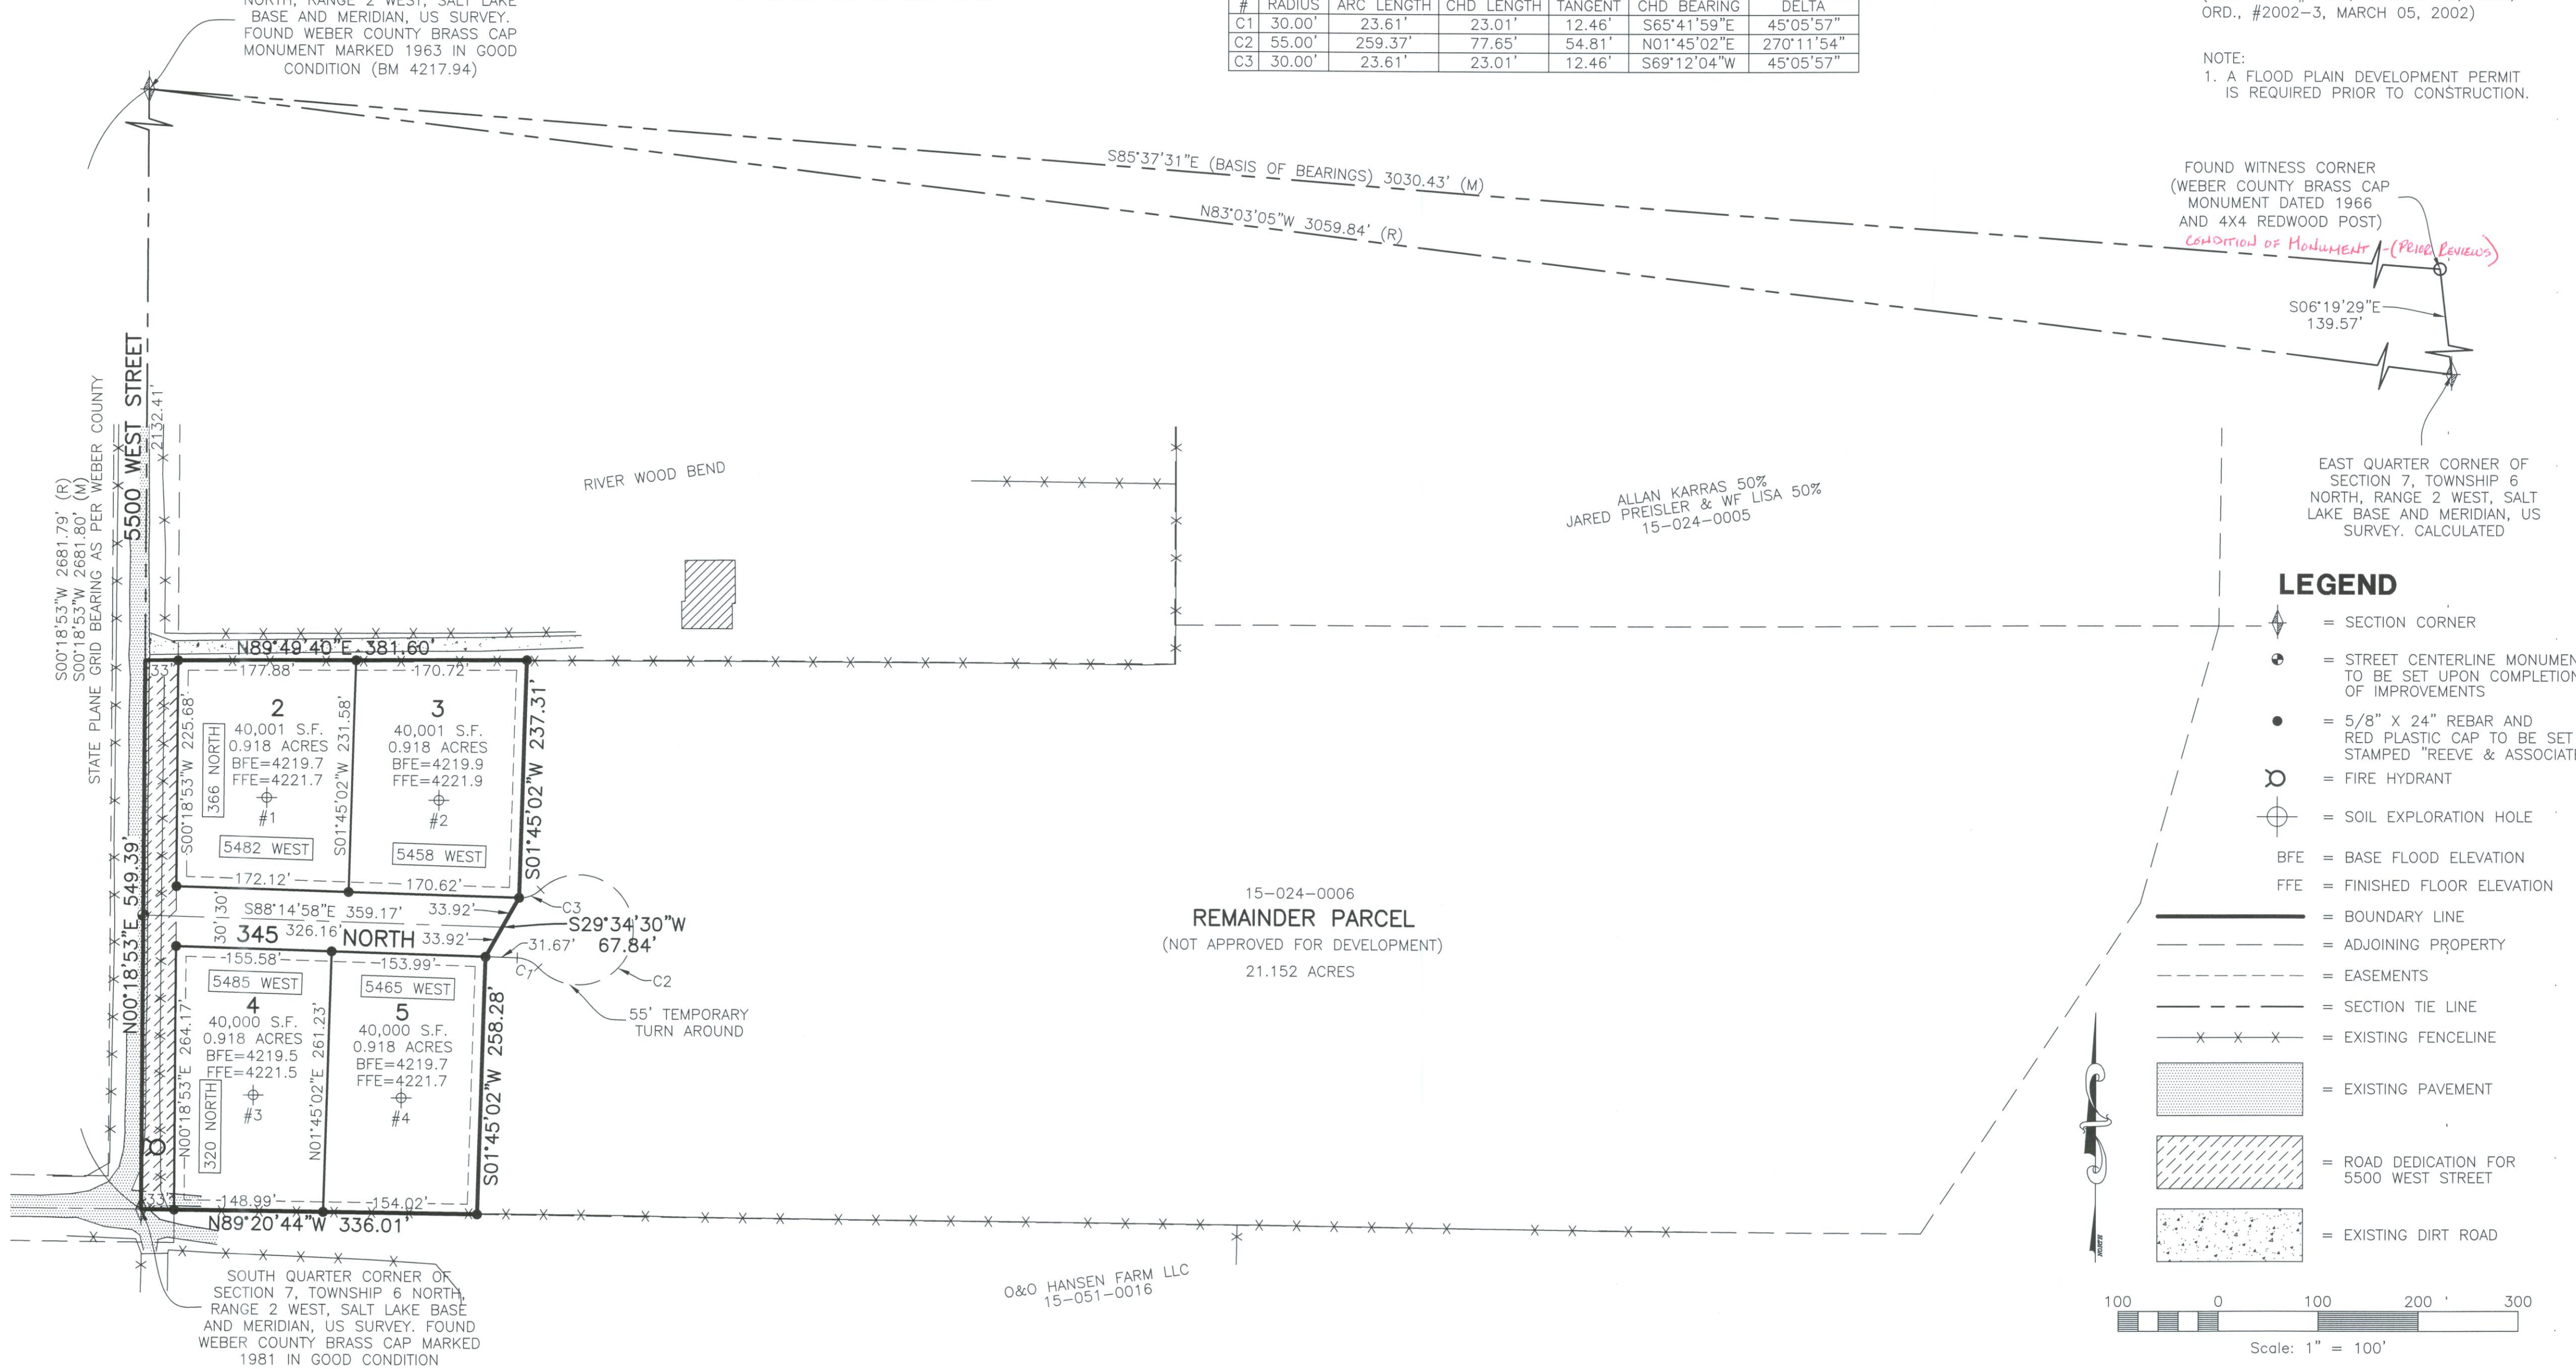 NORTH, RANGE 2 WEST, SALT LAKE
BASE AND MERIDIAN, US SURVEY.
FOUND WEBER COUNTY BRASS CAP
MONUMENT MARKED 1963 IN GOOD
CONDITION (BM 4217.94)
# RADIUS ARC LENGTH CHD LENGTH TANGENT CHD BEARING DELTA
C1 30.00' 23.61' 23.01' 12.46' S65°41'59"E 45°05'57"
C2 55.00' 259.37' 77.65' 54.81' N01°45'02"E 270°11'54"
C3 30.00' 23.61' 23.01' 12.46' S69°12'04"W 45°05'57"
ORD., #2002-3, MARCH 05, 2002)
NOTE:
1. A FLOOD PLAIN DEVELOPMENT PERMIT
IS REQUIRED PRIOR TO CONSTRUCTION.
S85°37'31"E (BASIS OF BEARINGS) 3030.43' (M)
N83°03'05"W 3059.84' (R)
FOUND WITNESS CORNER
(WEBER COUNTY BRASS CAP
MONUMENT DATED 1966
AND 4X4 REDWOOD POST)
CONDITION OF MONUMENT -(PRIOR REVIEWS)
S06°19'29"E
139.57'
EAST QUARTER CORNER OF
SECTION 7, TOWNSHIP 6
NORTH, RANGE 2 WEST, SALT
LAKE BASE AND MERIDIAN, US
SURVEY. CALCULATED
S00°18'53"W 2681.79' (R)
S00°18'53"W 2681.80' (M)
STATE PLANE GRID BEARING AS PER WEBER COUNTY
5500 WEST STREET
2132.41'
RIVER WOOD BEND
ALLAN KARRAS 50%
JARED PREISLER & WF LISA 50%
15-024-0005
N89°49'40"E 381.60'
33'
177.88'
170.72'
S00°18'53"W 225.68'
366 NORTH
2
40,001 S.F.
0.918 ACRES
BFE=4219.7
FFE=4221.7
#1
5482 WEST
S01°45'02"W 231.58'
3
40,001 S.F.
0.918 ACRES
BFE=4219.9
FFE=4221.9
#2
5458 WEST
S01°45'02"W 237.31'
172.12'
170.62'
N00°18'53"E 549.39'
30' 30'
S88°14'58"E 359.17'
326.16'
33.92'
33.92'
345 NORTH
C3
S29°34'30"W
67.84'
31.67'
C1
C2
55' TEMPORARY
TURN AROUND
155.58'
153.99'
5485 WEST
4
40,000 S.F.
0.918 ACRES
BFE=4219.5
FFE=4221.5
#3
N00°18'53"E 264.17'
320 NORTH
N01°45'02"E 261.23'
5465 WEST
5
40,000 S.F.
0.918 ACRES
BFE=4219.7
FFE=4221.7
#4
S01°45'02"W 258.28'
33'
148.99'
154.02'
N89°20'44"W 336.01'
15-024-0006
REMAINDER PARCEL
(NOT APPROVED FOR DEVELOPMENT)
21.152 ACRES
O&O HANSEN FARM LLC
15-051-0016
SOUTH QUARTER CORNER OF
SECTION 7, TOWNSHIP 6 NORTH,
RANGE 2 WEST, SALT LAKE BASE
AND MERIDIAN, US SURVEY. FOUND
WEBER COUNTY BRASS CAP MARKED
1981 IN GOOD CONDITION
LEGEND
= SECTION CORNER
= STREET CENTERLINE MONUMEN
TO BE SET UPON COMPLETION
OF IMPROVEMENTS
= 5/8" X 24" REBAR AND
RED PLASTIC CAP TO BE SET
STAMPED "REEVE & ASSOCIAT
= FIRE HYDRANT
= SOIL EXPLORATION HOLE
BFE = BASE FLOOD ELEVATION
FFE = FINISHED FLOOR ELEVATION
= BOUNDARY LINE
= ADJOINING PROPERTY
= EASEMENTS
= SECTION TIE LINE
= EXISTING FENCELINE
= EXISTING PAVEMENT
= ROAD DEDICATION FOR
5500 WEST STREET
= EXISTING DIRT ROAD
100 0 100 200 300
Scale: 1" = 100'